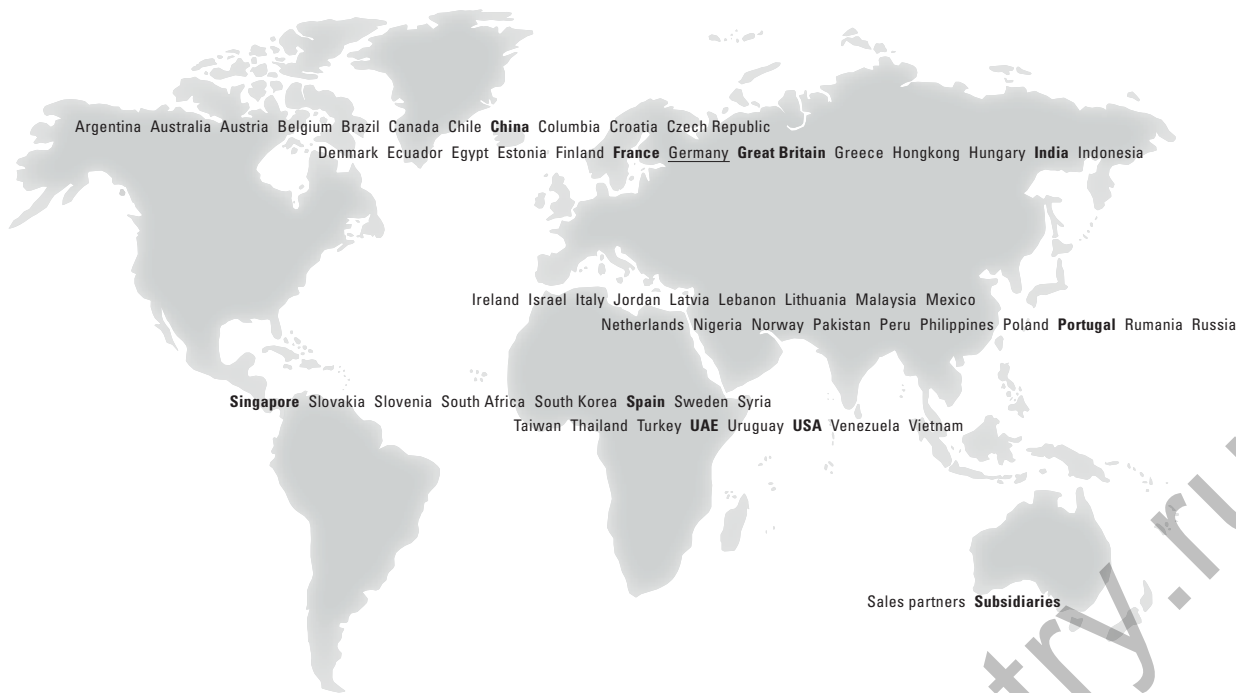 Argentina Australia Austria Belgium Brazil Canada Chile China Columbia Croatia Czech Republic
Denmark Ecuador Egypt Estonia Finland France Germany Great Britain Greece Hongkong Hungary India Indonesia
Ireland Israel Italy Jordan Latvia Lebanon Lithuania Malaysia Mexico
Netherlands Nigeria Norway Pakistan Peru Philippines Poland Portugal Rumania Russia
Singapore Slovakia Slovenia South Africa South Korea Spain Sweden Syria
Taiwan Thailand Turkey UAE Uruguay USA Venezuela Vietnam
Sales partners Subsidiaries
try.ru